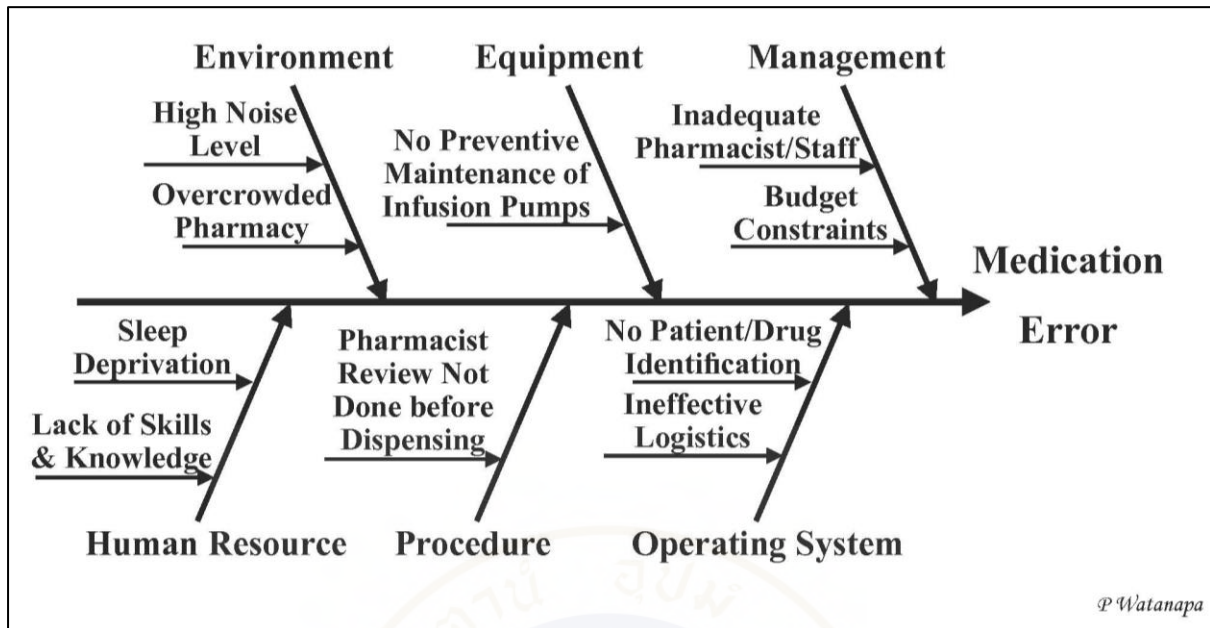 Environment
High Noise
Level
Overcrowded
Pharmacy
Equipment
No Preventive
Maintenance of
Infusion Pumps
Management
Inadequate
Pharmacist/Staff
Budget
Constraints
Medication
Error
Sleep
Deprivation
Lack of Skills
& Knowledge
Human Resource
Pharmacist
Review Not
Done before
Dispensing
Procedure
No Patient/Drug
Identification
Ineffective
Logistics
Operating System
P Watanapa